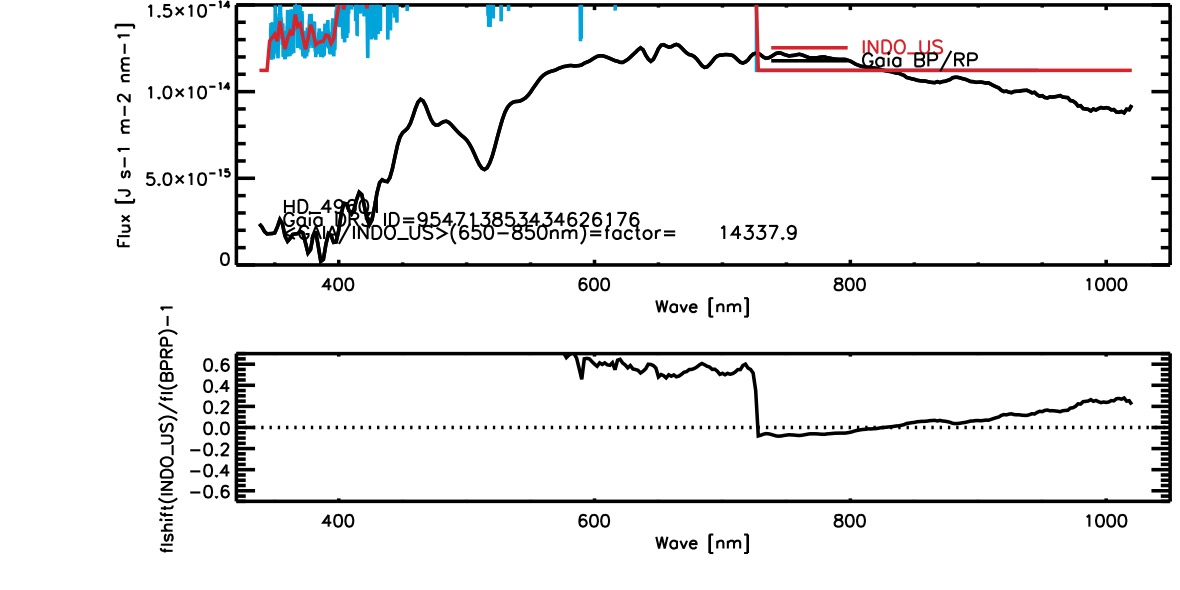 1.5×10−14
1.0×10−14
5.0×10−15
0
Flux [J s−1 m−2 nm−1]
INDO_US
Gaia BP/RP
ID=954713853434626176
/INDO_US>(650−850nm)=factor= 14337.9
400 600 800 1000
Wave [nm]
flshift(INDO_US)/fl(BPRP)−1
0.6
0.4
0.2
0.0
−0.2
−0.4
−0.6
400 600 800 1000
Wave [nm]